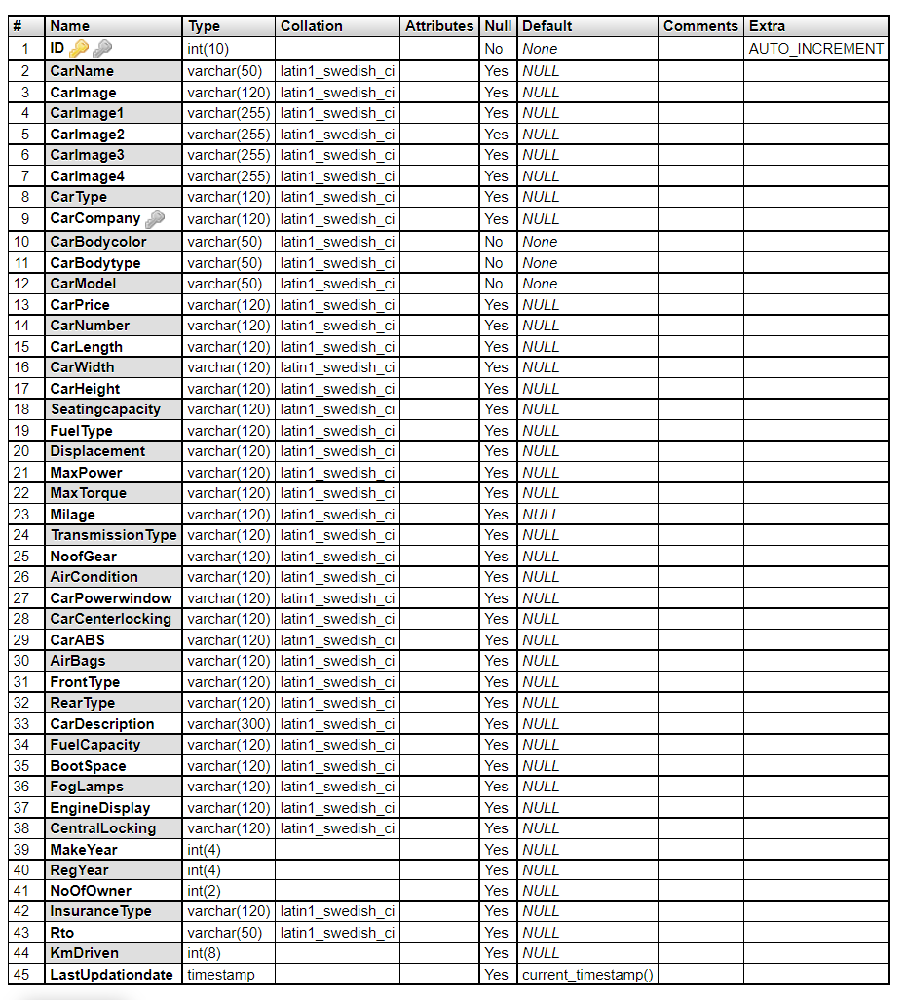 # Name Type Collation Attributes Null Default Comments Extra
1 ID int(10) No None AUTO_INCREMENT
2 CarName varchar(50) latin1_swedish_ci Yes NULL
3 CarImage varchar(120) latin1_swedish_ci Yes NULL
4 CarImage1 varchar(255) latin1_swedish_ci Yes NULL
5 CarImage2 varchar(255) latin1_swedish_ci Yes NULL
6 CarImage3 varchar(255) latin1_swedish_ci Yes NULL
7 CarImage4 varchar(255) latin1_swedish_ci Yes NULL
8 CarType varchar(120) latin1_swedish_ci Yes NULL
9 CarCompany varchar(120) latin1_swedish_ci Yes NULL
10 CarBodycolor varchar(50) latin1_swedish_ci No None
11 CarBodytype varchar(50) latin1_swedish_ci No None
12 CarModel varchar(50) latin1_swedish_ci No None
13 CarPrice varchar(120) latin1_swedish_ci Yes NULL
14 CarNumber varchar(120) latin1_swedish_ci Yes NULL
15 CarLength varchar(120) latin1_swedish_ci Yes NULL
16 CarWidth varchar(120) latin1_swedish_ci Yes NULL
17 CarHeight varchar(120) latin1_swedish_ci Yes NULL
18 Seatingcapacity varchar(120) latin1_swedish_ci Yes NULL
19 FuelType varchar(120) latin1_swedish_ci Yes NULL
20 Displacement varchar(120) latin1_swedish_ci Yes NULL
21 MaxPower varchar(120) latin1_swedish_ci Yes NULL
22 MaxTorque varchar(120) latin1_swedish_ci Yes NULL
23 Milage varchar(120) latin1_swedish_ci Yes NULL
24 TransmissionType varchar(120) latin1_swedish_ci Yes NULL
25 NoofGear varchar(120) latin1_swedish_ci Yes NULL
26 AirCondition varchar(120) latin1_swedish_ci Yes NULL
27 CarPowerwindow varchar(120) latin1_swedish_ci Yes NULL
28 CarCenterlocking varchar(120) latin1_swedish_ci Yes NULL
29 CarABS varchar(120) latin1_swedish_ci Yes NULL
30 AirBags varchar(120) latin1_swedish_ci Yes NULL
31 FrontType varchar(120) latin1_swedish_ci Yes NULL
32 RearType varchar(120) latin1_swedish_ci Yes NULL
33 CarDescription varchar(300) latin1_swedish_ci Yes NULL
34 FuelCapacity varchar(120) latin1_swedish_ci Yes NULL
35 BootSpace varchar(120) latin1_swedish_ci Yes NULL
36 FogLamps varchar(120) latin1_swedish_ci Yes NULL
37 EngineDisplay varchar(120) latin1_swedish_ci Yes NULL
38 CentralLocking varchar(120) latin1_swedish_ci Yes NULL
39 MakeYear int(4) Yes NULL
40 RegYear int(4) Yes NULL
41 NoOfOwner int(2) Yes NULL
42 InsuranceType varchar(120) latin1_swedish_ci Yes NULL
43 Rto varchar(50) latin1_swedish_ci Yes NULL
44 KmDriven int(8) Yes NULL
45 LastUpdationdate timestamp Yes current_timestamp()